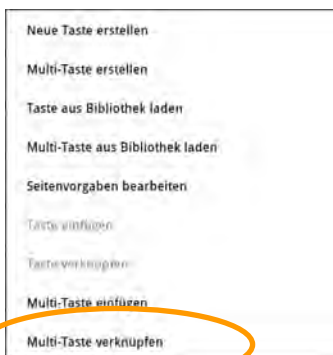 Neue Taste erstellen
Multi-Taste erstellen
Taste aus Bibliothek laden
Multi-Taste aus Bibliothek laden
Seitenvorgaben bearbeiten
Taste einfügen
Taste verknüpfen
Multi-Taste einfügen
Multi-Taste verknüpfen